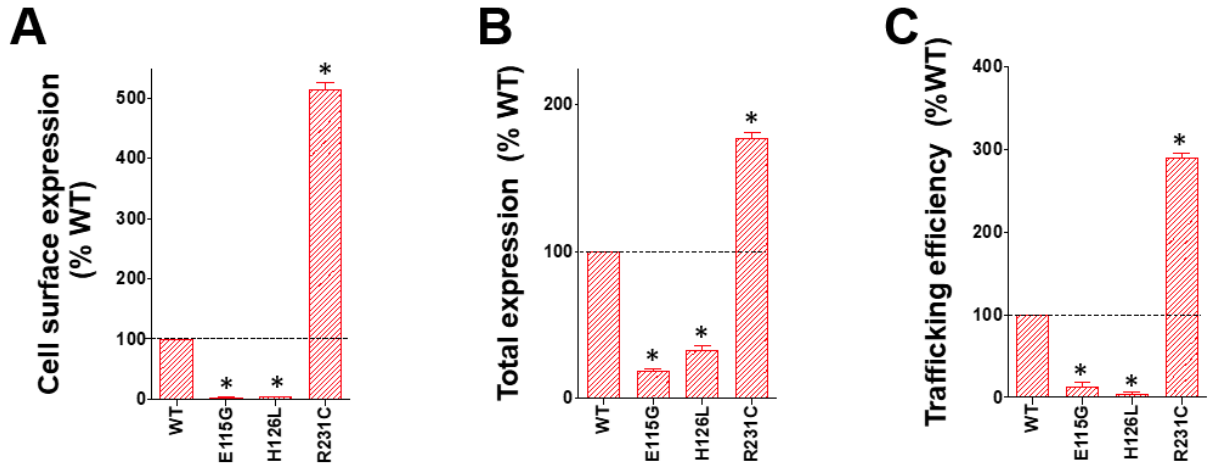 A
Cell surface expression
(% WT)
500
400
300
200
100
0
*
*
*
WT
E115G
H126L
R231C
B
Total expression (% WT)
200
100
0
*
*
*
WT
E115G
H126L
R231C
C
Trafficking efficiency (%WT)
400
300
200
100
0
*
*
*
WT
E115G
H126L
R231C